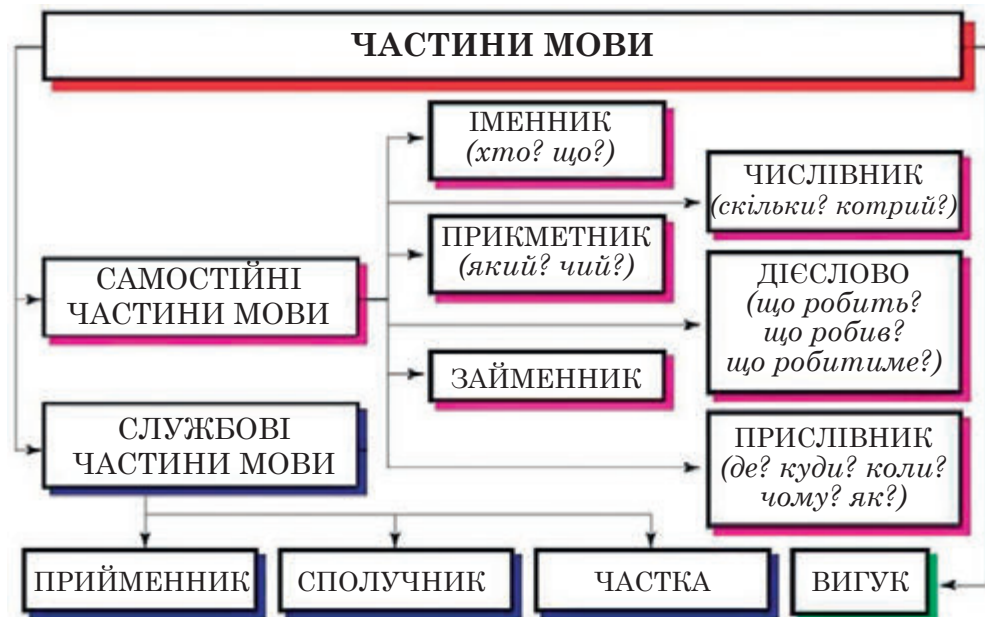 ЧАСТИНИ МОВИ
ІМЕННИК
(хто? що?)
ЧИСЛІВНИК
(скільки? котрий?)
ПРИКМЕТНИК
(який? чий?)
САМОСТІЙНІ
ЧАСТИНИ МОВИ
ДІЄСЛОВО
(що робить?
що робив?
що робитиме?)
ЗАЙМЕННИК
СЛУЖБОВІ
ЧАСТИНИ МОВИ
ПРИСЛІВНИК
(де? куди? коли?
чому? як?)
ПРИЙМЕННИК
СПОЛУЧНИК
ЧАСТКА
ВИГУК